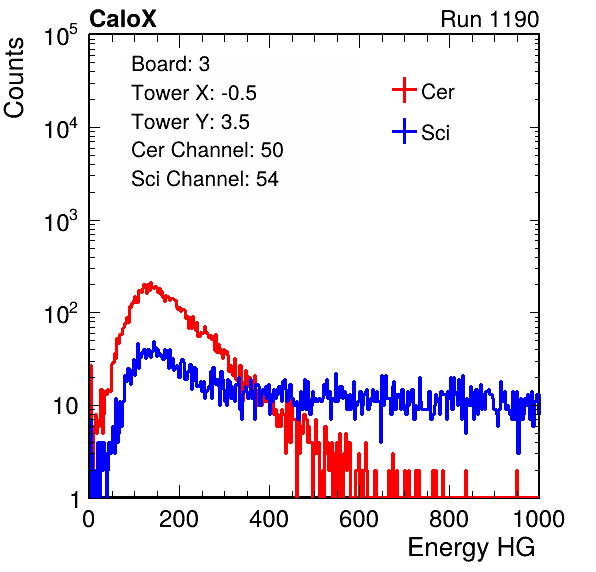 CaloX Run 1190
Counts
10^5
10^4
10^3
10^2
10
1
Board: 3
Tower X: -0.5
Tower Y: 3.5
Cer Channel: 50
Sci Channel: 54
Cer
Sci
0 200 400 600 800 1000
Energy HG